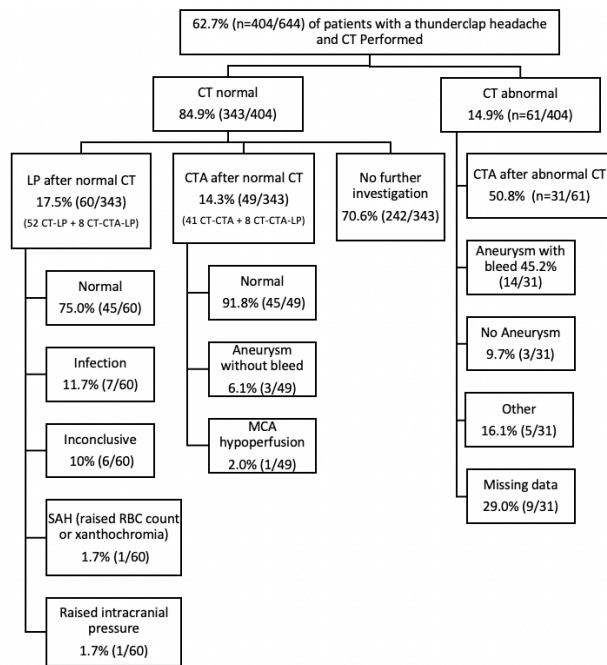 62.7% (n=404/644) of patients with a thunderclap headache
and CT Performed
CT normal
84.9% (343/404)
CT abnormal
14.9% (n=61/404)
LP after normal CT
17.5% (60/343)
(52 CT-LP + 8 CT-CTA-LP)
CTA after normal CT
14.3% (49/343)
(41 CT-CTA + 8 CT-CTA-LP)
No further
investigation
70.6% (242/343)
CTA after abnormal CT
50.8% (n=31/61)
Normal
75.0% (45/60)
Infection
11.7% (7/60)
Inconclusive
10% (6/60)
SAH (raised RBC count
or xanthochromia)
1.7% (1/60)
Raised intracranial
pressure
1.7% (1/60)
Normal
91.8% (45/49)
Aneurysm
without bleed
6.1% (3/49)
MCA
hypoperfusion
2.0% (1/49)
Aneurysm with
bleed 45.2%
(14/31)
No Aneurysm
9.7% (3/31)
Other
16.1% (5/31)
Missing data
29.0% (9/31)